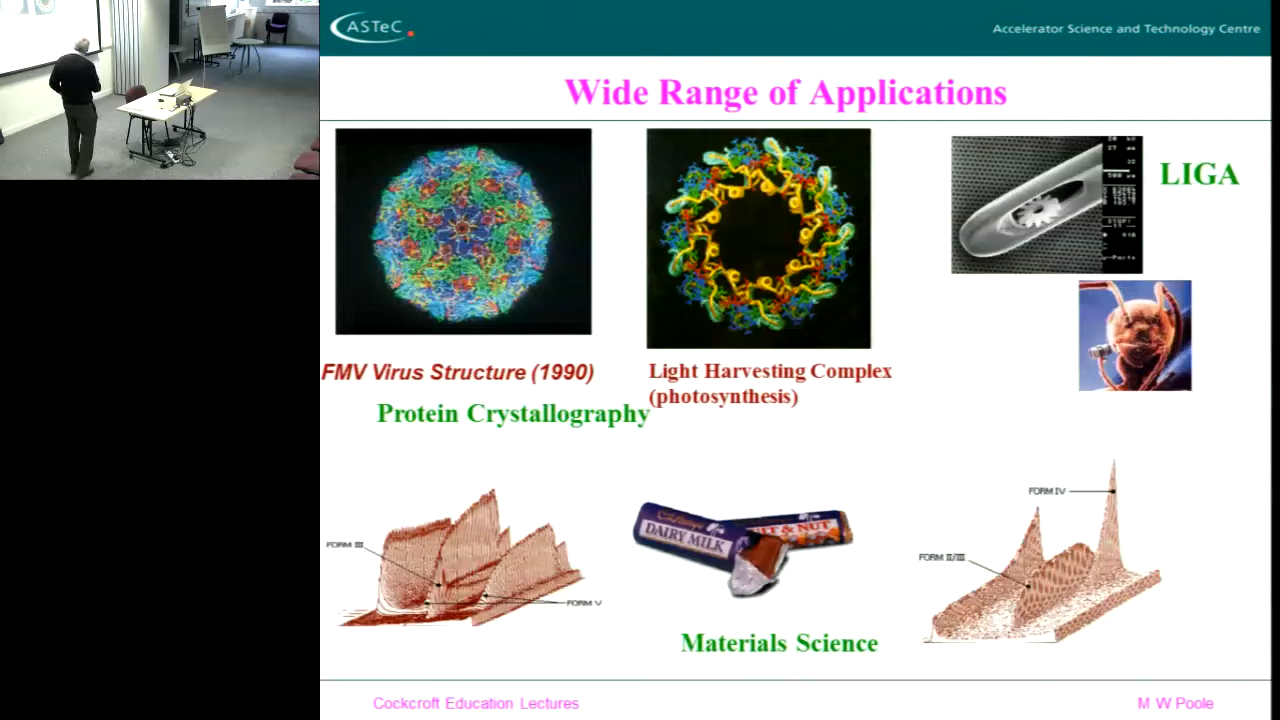 ASTeC
Accelerator Science and Technology Centre
Wide Range of Applications
LIGA
FMV Virus Structure (1990)
Light Harvesting Complex
(photosynthesis)
Protein Crystallography
FORM III
FORM V
DAIRY MILK
& NUT
FORM IV
FORM II/III
Materials Science
Cockcroft Education Lectures
M W Poole